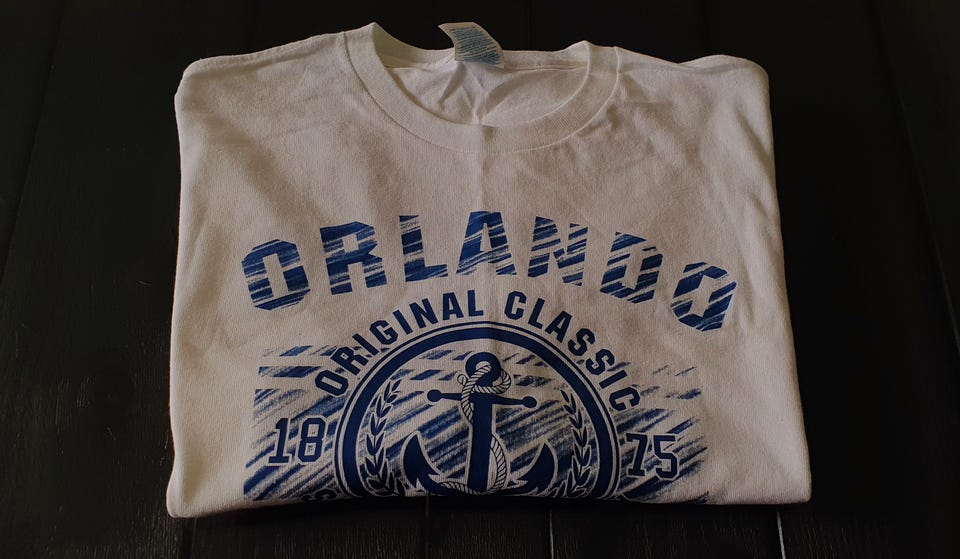 ORLANDO
ORIGINAL CLASSIC
18 75